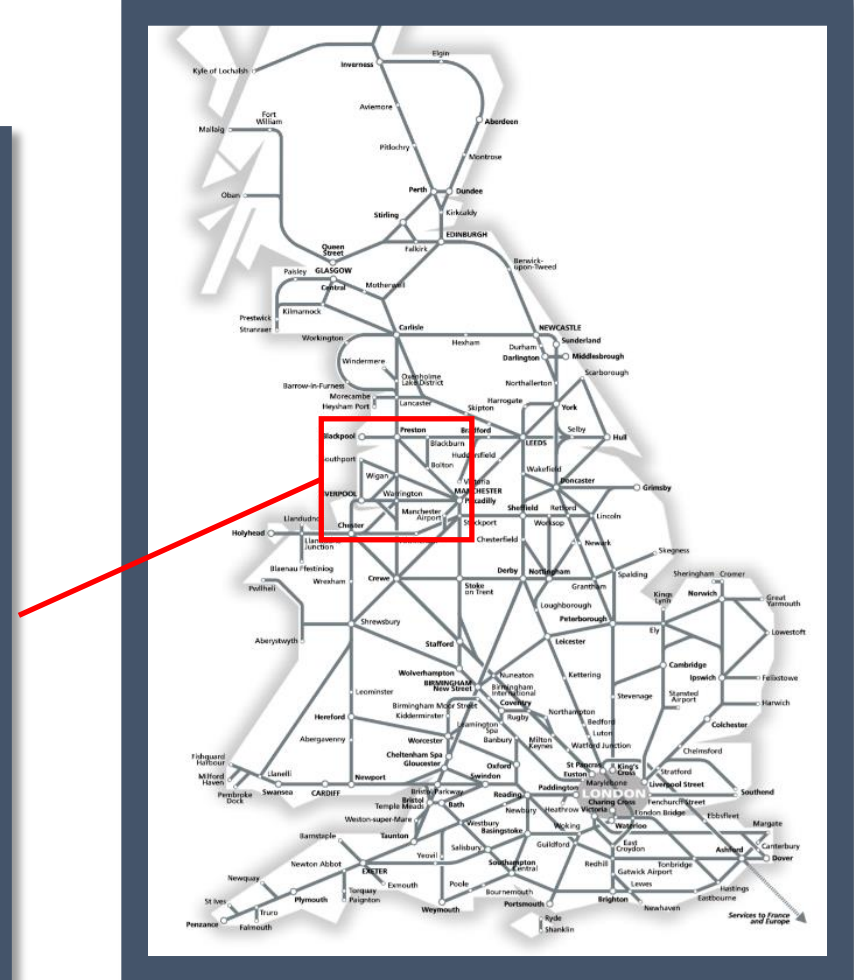 Elgin
Kyle of Lochalsh
Inverness
Aviemore
Fort
William
Aberdeen
Mallaig
Pitlochry
Montrose
Perth
Dundee
Oban
Stirling
Kirkcaldy
EDINBURGH
Queen
Street
Falkirk
Berwick-
upon-Tweed
Paisley
GLASGOW
Central
Motherwell
Kilmarnock
Prestwick
Stranraer
Carlisle
NEWCASTLE
Workington
Hexham
Sunderland
Durham
Darlington
Middlesbrough
Windermere
Scarborough
Oxenholme
Lake District
Northallerton
Barrow-in-Furness
Morecambe
Heysham Port
Lancaster
Harrogate
Skipton
York
Preston
Bradford
Selby
Hull
LEEDS
Blackburn
Bolton
Wakefield
Wigan
Victoria
Doncaster
Grimsby
Warrington
MANCHESTER
Piccadilly
Manchester
Airport
Sheffield
Retford
Lincoln
Stockport
Worksop
Llandudno
Chester
Holyhead
Junction
Chesterfield
Newark
Skegness
Blaenau Ffestiniog
Wrexham
Crewe
Derby
Nottingham
Spalding
Sheringham
Cromer
Pwllheli
Stoke
on Trent
Grantham
Kings
Lynn
Norwich
Great
Yarmouth
Loughborough
Peterborough
Ely
Aberystwyth
Shrewsbury
Stafford
Leicester
Lowestoft
Wolverhampton
Nuneaton
Kettering
Cambridge
BIRMINGHAM
New Street
Birmingham
International
Ipswich
Felixstowe
Leominster
Stevenage
Stansted
Airport
Harwich
Birmingham Moor Street
Coventry
Kidderminster
Rugby
Northampton
Hereford
Leamington
Spa
Bedford
Colchester
Abergavenny
Worcester
Banbury
Milton
Keynes
Luton
Watford Junction
Chelmsford
Cheltenham Spa
Gloucester
Oxford
St Pancras
Euston
King's
Cross
Stratford
Fishguard
Harbour
Milford
Haven
Llanelli
Newport
Swindon
Marylebone
Liverpool Street
Pembroke
Dock
Swansea
CARDIFF
Bristol Parkway
Bristol
Temple Meads
Bath
Reading
Paddington
LONDON
Southend
Charing Cross
Fenchurch Street
Newbury
Heathrow
Victoria
London Bridge
Ebbsfleet
Weston-super-Mare
Westbury
Basingstoke
Woking
Waterloo
Margate
Barnstaple
Taunton
Salisbury
Guildford
East
Croydon
Ashford
Canterbury
Dover
Newton Abbot
Yeovil
EXETER
Southampton
Central
Redhill
Tonbridge
Gatwick Airport
Newquay
Exmouth
Poole
Bournemouth
Lewes
Hastings
Eastbourne
St Ives
Truro
Plymouth
Torquay
Paignton
Weymouth
Portsmouth
Brighton
Newhaven
Penzance
Falmouth
Ryde
Shanklin
Services to France
and Europe